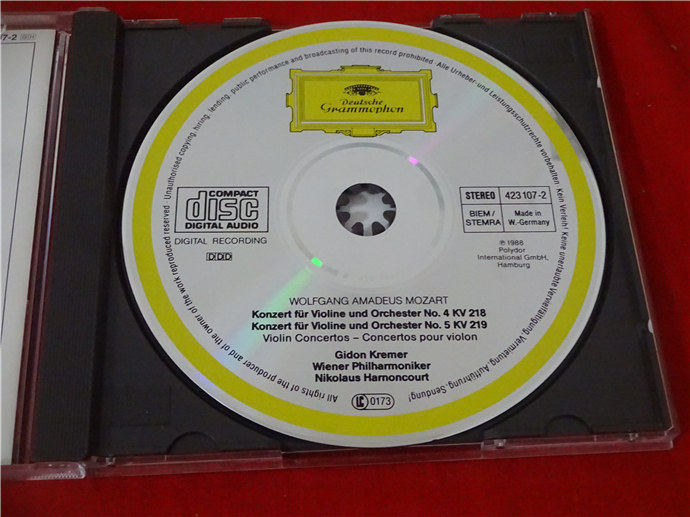 07-2
All rights of the producer and of the owner of the work reproduced reserved · Unauthorised copying, hiring, lending, public performance and broadcasting of this record prohibited · Alle Urheber- und Leistungsschutzrechte vorbehalten · Kein Verleih! Keine unerlaubte Vervielfältigung, Vermietung, Aufführung, Sendung!
Deutsche
Grammophon
COMPACT
disc
DIGITAL AUDIO
DIGITAL RECORDING
DDD
STEREO 423 107-2
BIEM/ STEMRA Made in W.-Germany
℗ 1988
Polydor
International GmbH,
Hamburg
WOLFGANG AMADEUS MOZART
Konzert für Violine und Orchester No. 4 KV 218
Konzert für Violine und Orchester No. 5 KV 219
Violin Concertos – Concertos pour violon
Gidon Kremer
Wiener Philharmoniker
Nikolaus Harnoncourt
LC 0173